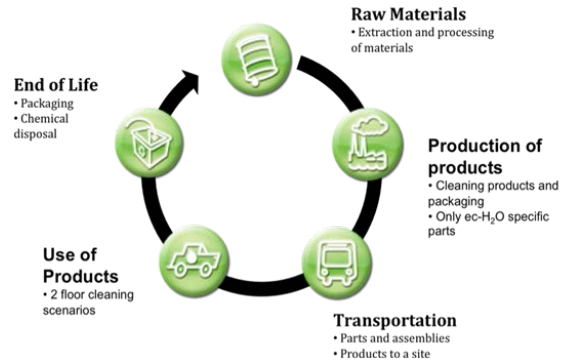 Raw Materials
• Extraction and processing
of materials
Production of
products
• Cleaning products and
packaging
• Only ec-H₂O specific
parts
Transportation
• Parts and assemblies
• Products to a site
Use of
Products
• 2 floor cleaning
scenarios
End of Life
• Packaging
• Chemical
disposal